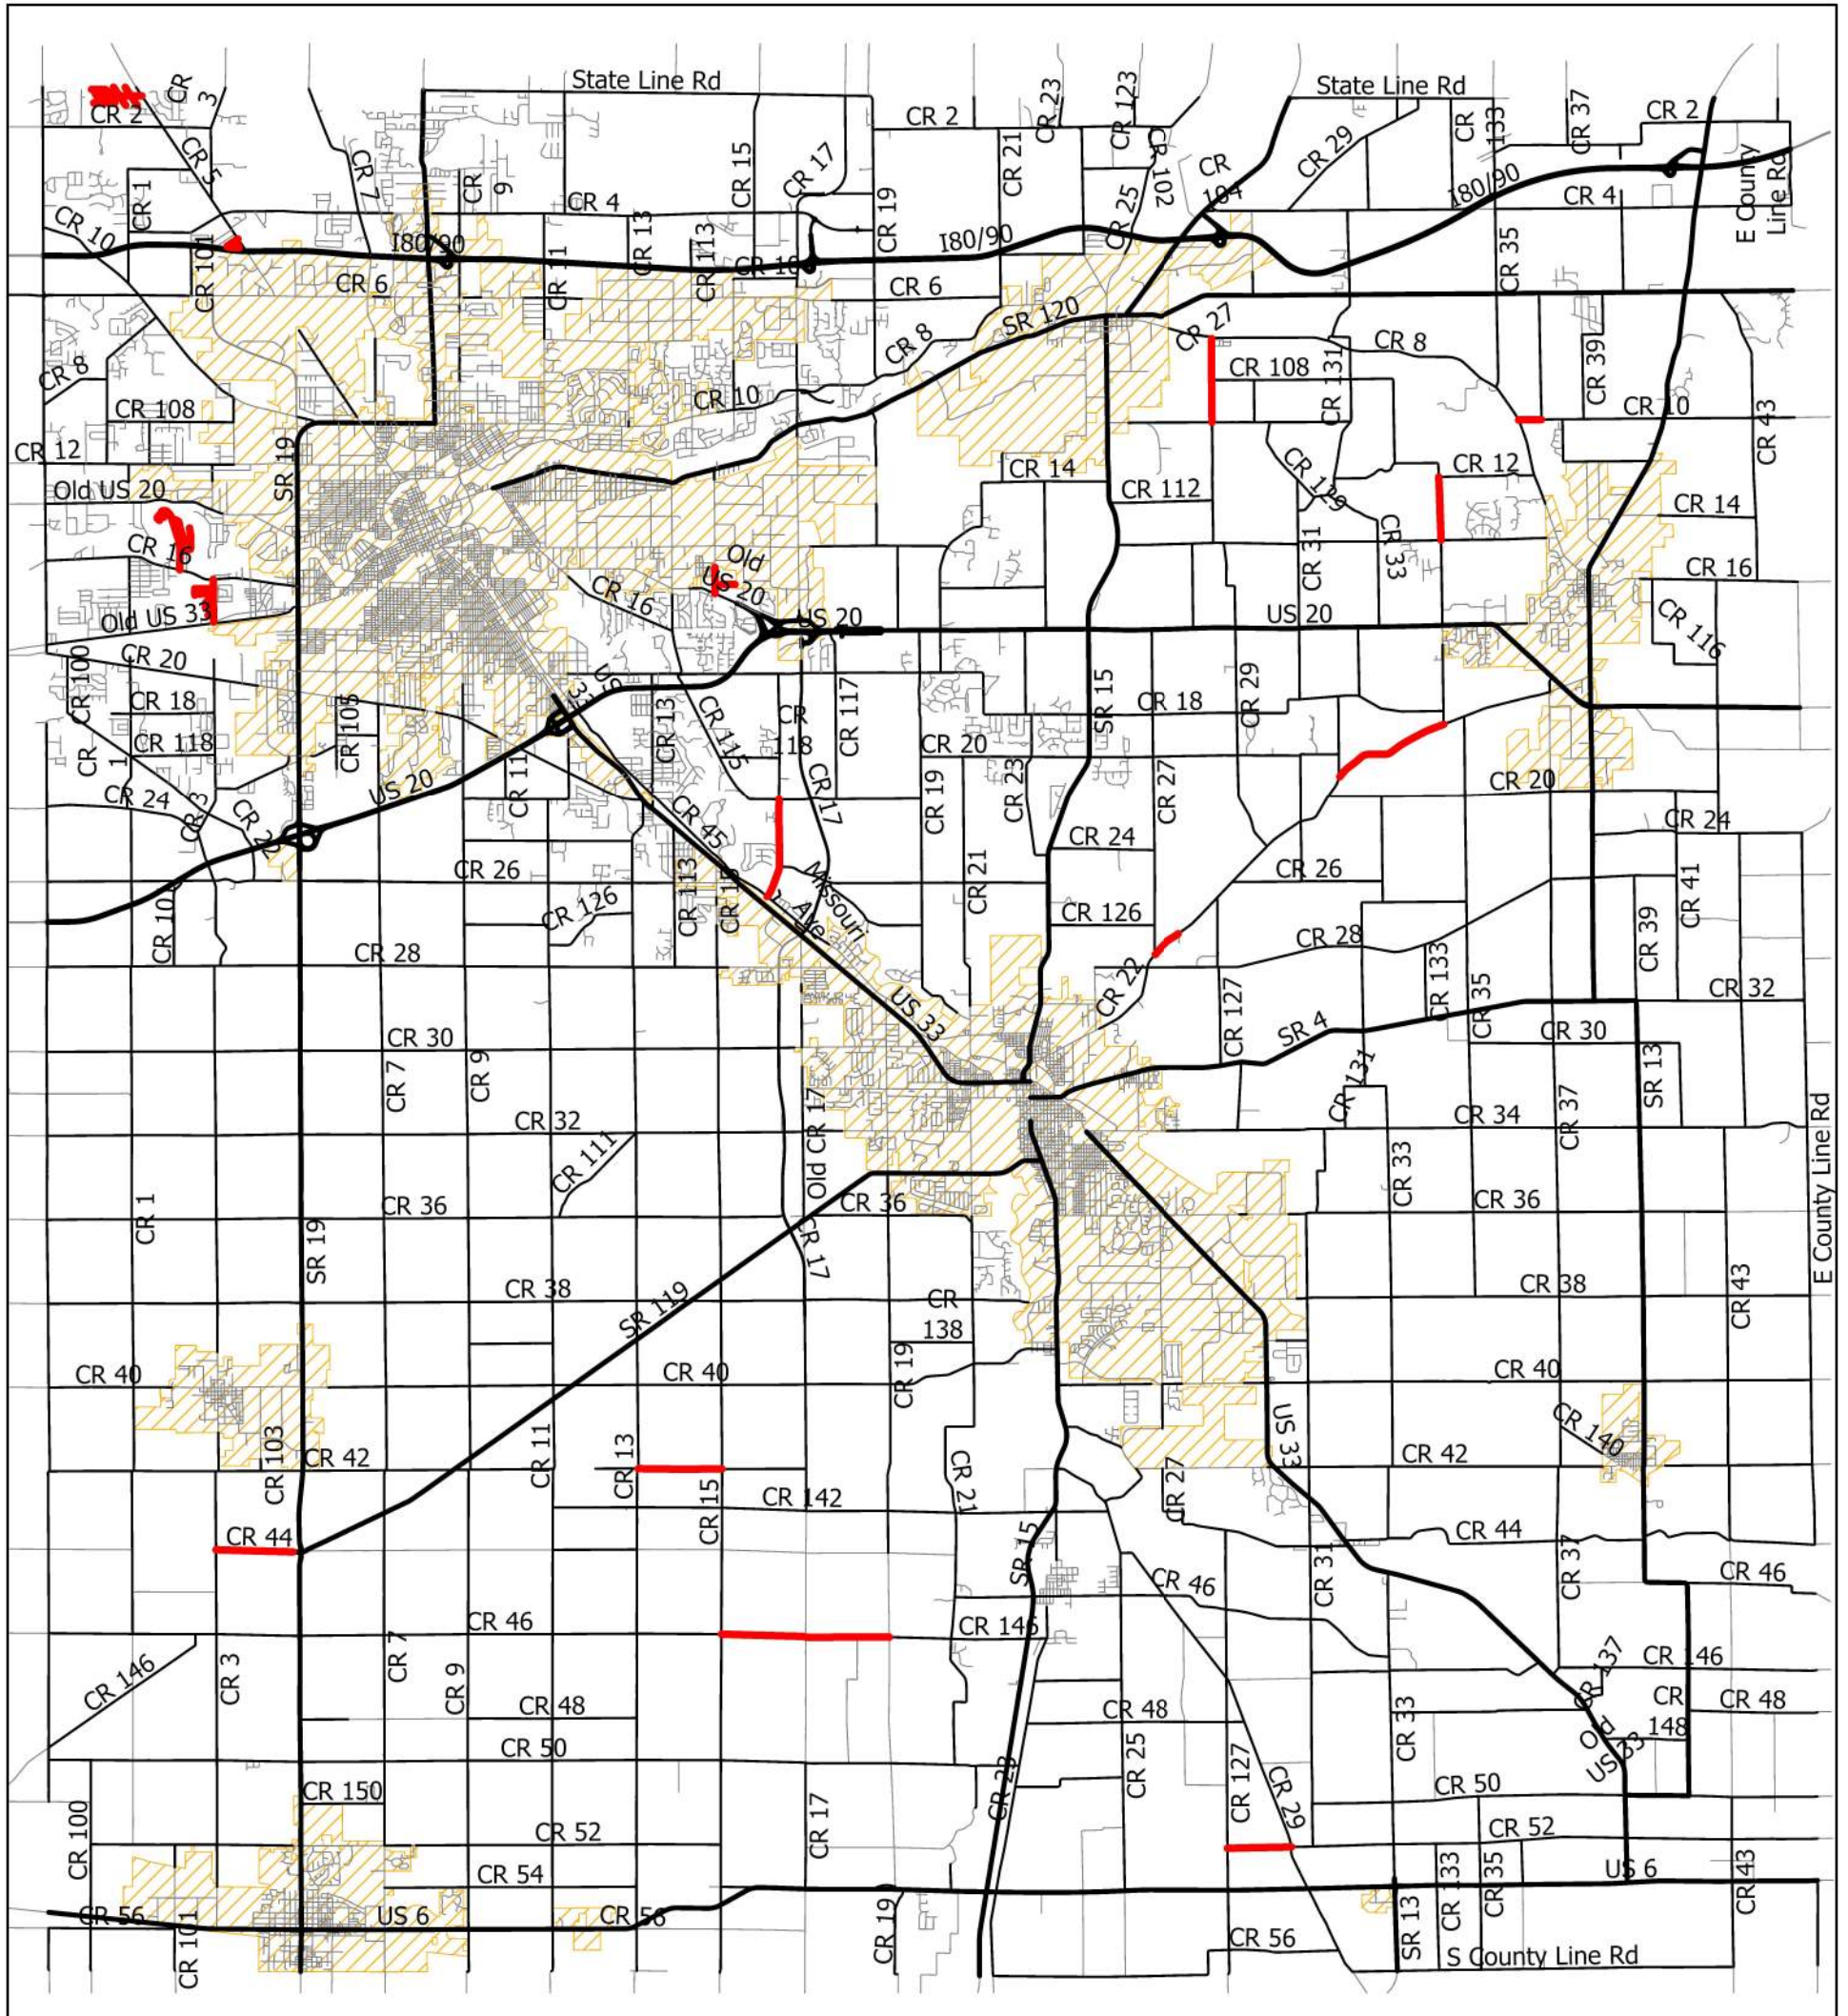 State Line Rd
State Line Rd
CR
3
CR 2
CR 5
CR 7
CR
9
CR 15
CR 17
CR 2
CR 21
CR 23
CR 123
CR 102
CR
104
CR 29
CR
133
CR 37
CR 2
E County
Line Rd
CR 1
CR 10
CR 101
CR 4
CR 11
CR 13
CR 113
CR 19
CR 25
I80/90
I80/90
I80/90
CR 4
CR 35
CR 6
CR 6
CR 8
SR 120
CR 27
CR 108
CR 131
CR 8
CR 39
CR 10
CR 43
CR 8
CR 108
CR 10
CR 12
SR 19
CR 14
CR 112
CR 129
CR 12
CR 14
Old US 20
CR 16
Old US 33
CR 16
Old
US 20
US 20
US 20
CR 31
CR 33
CR 16
CR 116
CR 20
CR 100
CR 18
CR 105
CR
1
CR 118
US
33
CR 13
CR 115
CR
118
CR 117
CR 18
SR 15
CR 29
CR 24
CR 3
CR 22
US 20
CR 11
CR 45
CR 17
CR 20
CR 19
CR 23
CR 27
CR 20
CR 24
CR 24
CR 26
CR 113
CR 21
CR 26
CR 41
CR 126
Missouri
Ave
CR 126
CR 28
CR 39
CR 28
US 33
CR 22
CR 127
CR 133
CR 35
CR 32
CR 30
SR 4
CR 30
CR 7
CR 9
Old CR 17
CR 131
CR 37
SR 13
CR 32
CR 111
CR 34
E County Line Rd
CR 1
CR 36
CR 36
CR 33
CR 36
SR 19
CR 17
CR 38
SR 119
CR
138
CR 38
CR 43
CR 40
CR 40
CR 19
CR 40
CR 103
CR 42
CR 11
CR 13
CR 15
CR 142
CR 21
US 33
CR 27
CR 42
CR 140
CR 44
SR 15
CR 44
CR 31
CR 37
CR 46
CR 46
CR 46
CR 146
CR 146
CR 3
CR 7
CR 9
CR 137
CR 146
CR 48
CR 48
CR 33
Old
US 33
CR
148
CR 48
CR 50
CR 150
CR 23
CR 25
CR 127
CR 29
CR 50
CR 100
CR 52
CR 17
CR 52
CR 54
CR 133
CR 35
US 6
CR 43
CR 56
CR 101
US 6
CR 56
CR 19
CR 56
SR 13
S County Line Rd